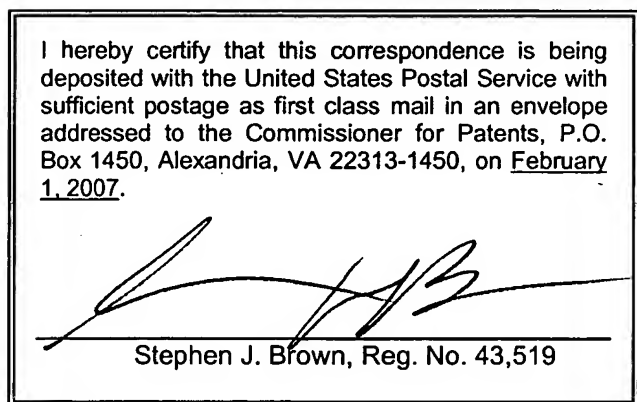 I hereby certify that this correspondence is being
deposited with the United States Postal Service with
sufficient postage as first class mail in an envelope
addressed to the Commissioner for Patents, P.O.
Box 1450, Alexandria, VA 22313-1450, on February
1, 2007.
Stephen J. Brown, Reg. No. 43,519